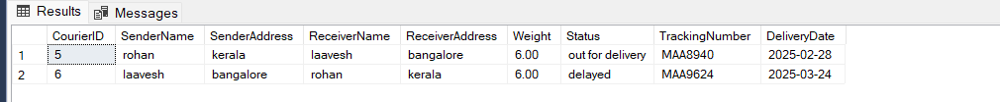 Results Messages
CourierID SenderName SenderAddress ReceiverName ReceiverAddress Weight Status TrackingNumber DeliveryDate
1 5 rohan kerala laavesh bangalore 6.00 out for delivery MAA8940 2025-02-28
2 6 laavesh bangalore rohan kerala 6.00 delayed MAA9624 2025-03-24